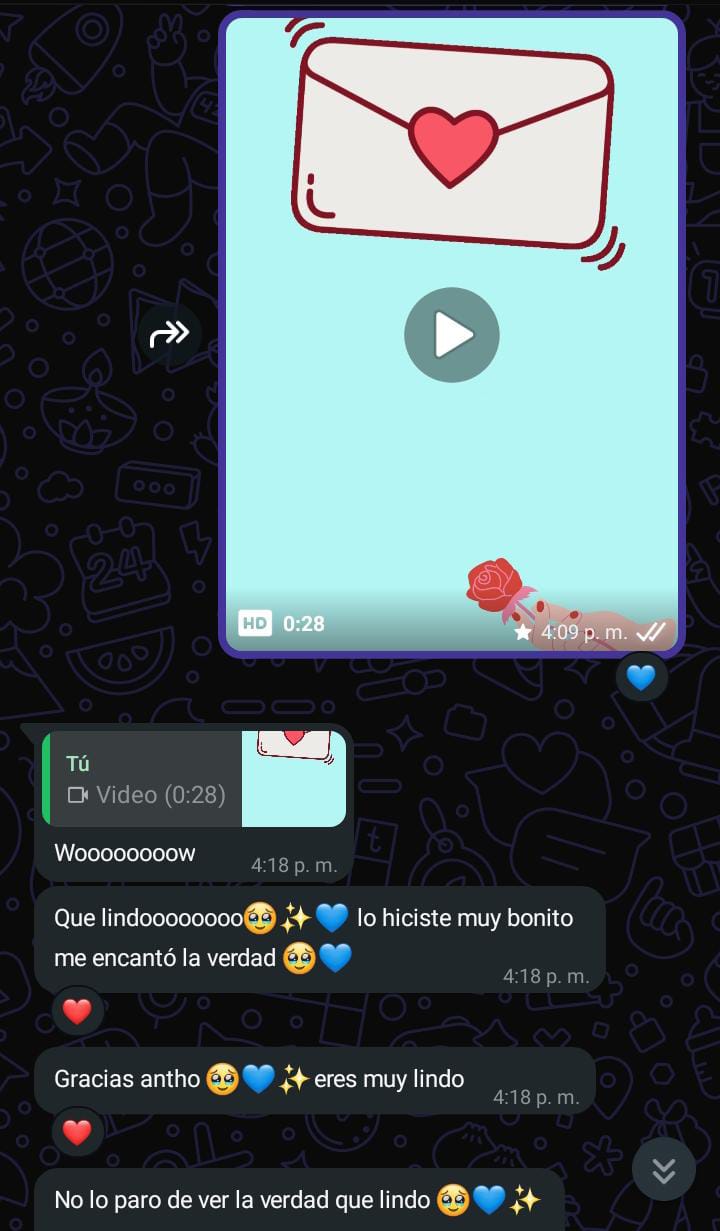 HD 0:28
4:09 p. m.
Tú
Video (0:28)
Woooooooow
4:18 p. m.
Que lindoooooooo🥹✨💙 lo hiciste muy bonito
me encantó la verdad 🥹💙
4:18 p. m.
Gracias antho 🥹💙✨eres muy lindo
4:18 p. m.
No lo paro de ver la verdad que lindo 🥹💙✨